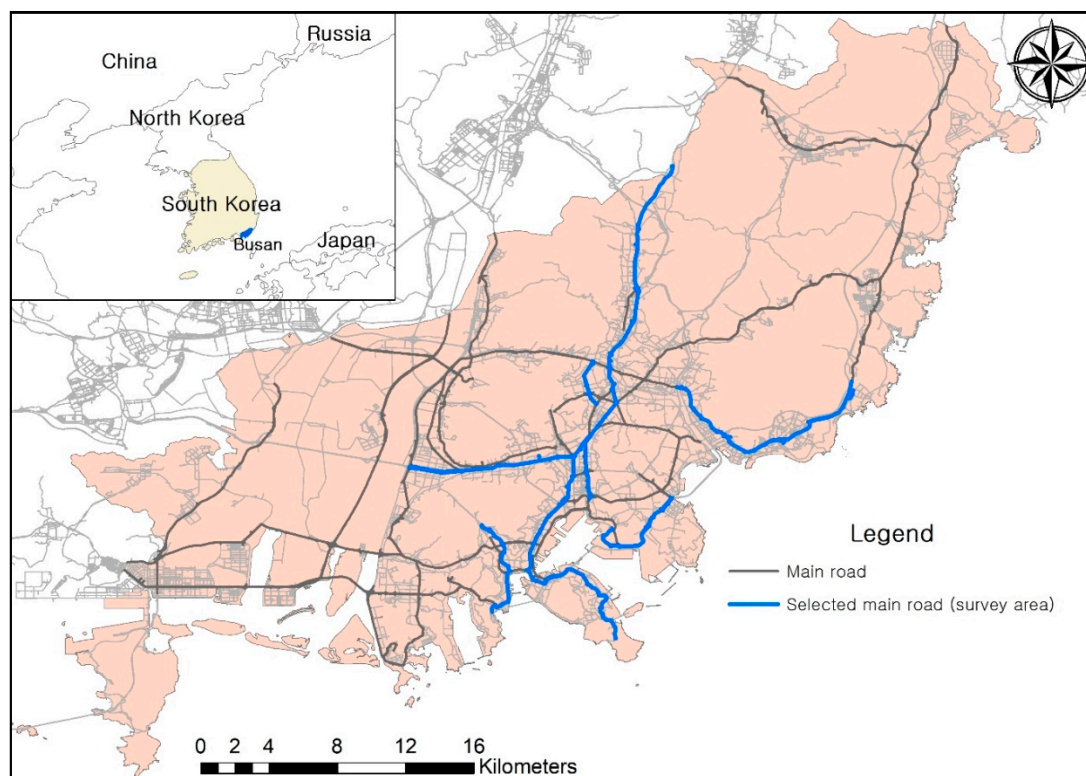 Russia
China
North Korea
South Korea
Busan
Japan
Legend
Main road
Selected main road (survey area)
0 2 4 8 12 16
Kilometers